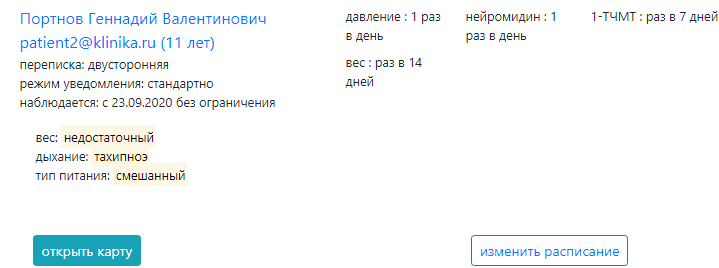 Портнов Геннадий Валентинович
patient2@klinika.ru (11 лет)
переписка: двусторонняя
режим уведомления: стандартно
наблюдается: с 23.09.2020 без ограничения
вес: недостаточный
дыхание: тахипноэ
тип питания: смешанный
открыть карту
давление : 1 раз
в день
вес : раз в 14
дней
нейромидин : 1
раз в день
1-ТЧМТ : раз в 7 дней
изменить расписание